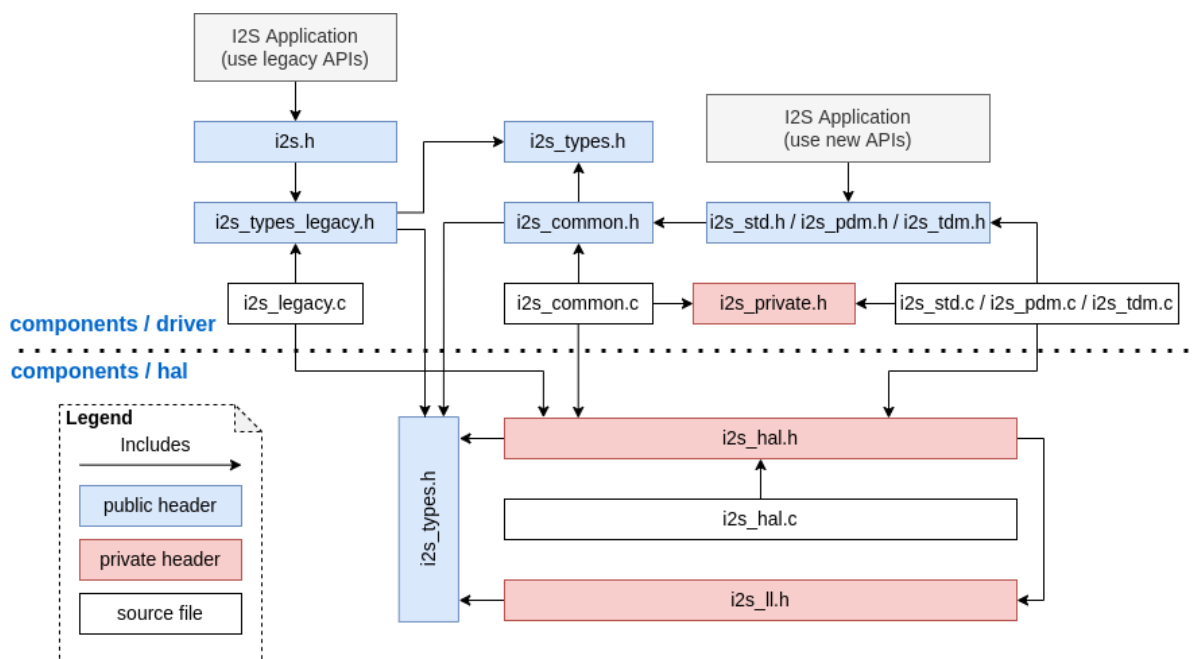 I2S Application
(use legacy APIs)
i2s.h
i2s_types.h
I2S Application
(use new APIs)
i2s_types_legacy.h
i2s_common.h
i2s_std.h / i2s_pdm.h / i2s_tdm.h
i2s_legacy.c
i2s_common.c
i2s_private.h
i2s_std.c / i2s_pdm.c / i2s_tdm.c
components / driver
components / hal
Legend
Includes
public header
private header
source file
i2s_types.h
i2s_hal.h
i2s_hal.c
i2s_ll.h